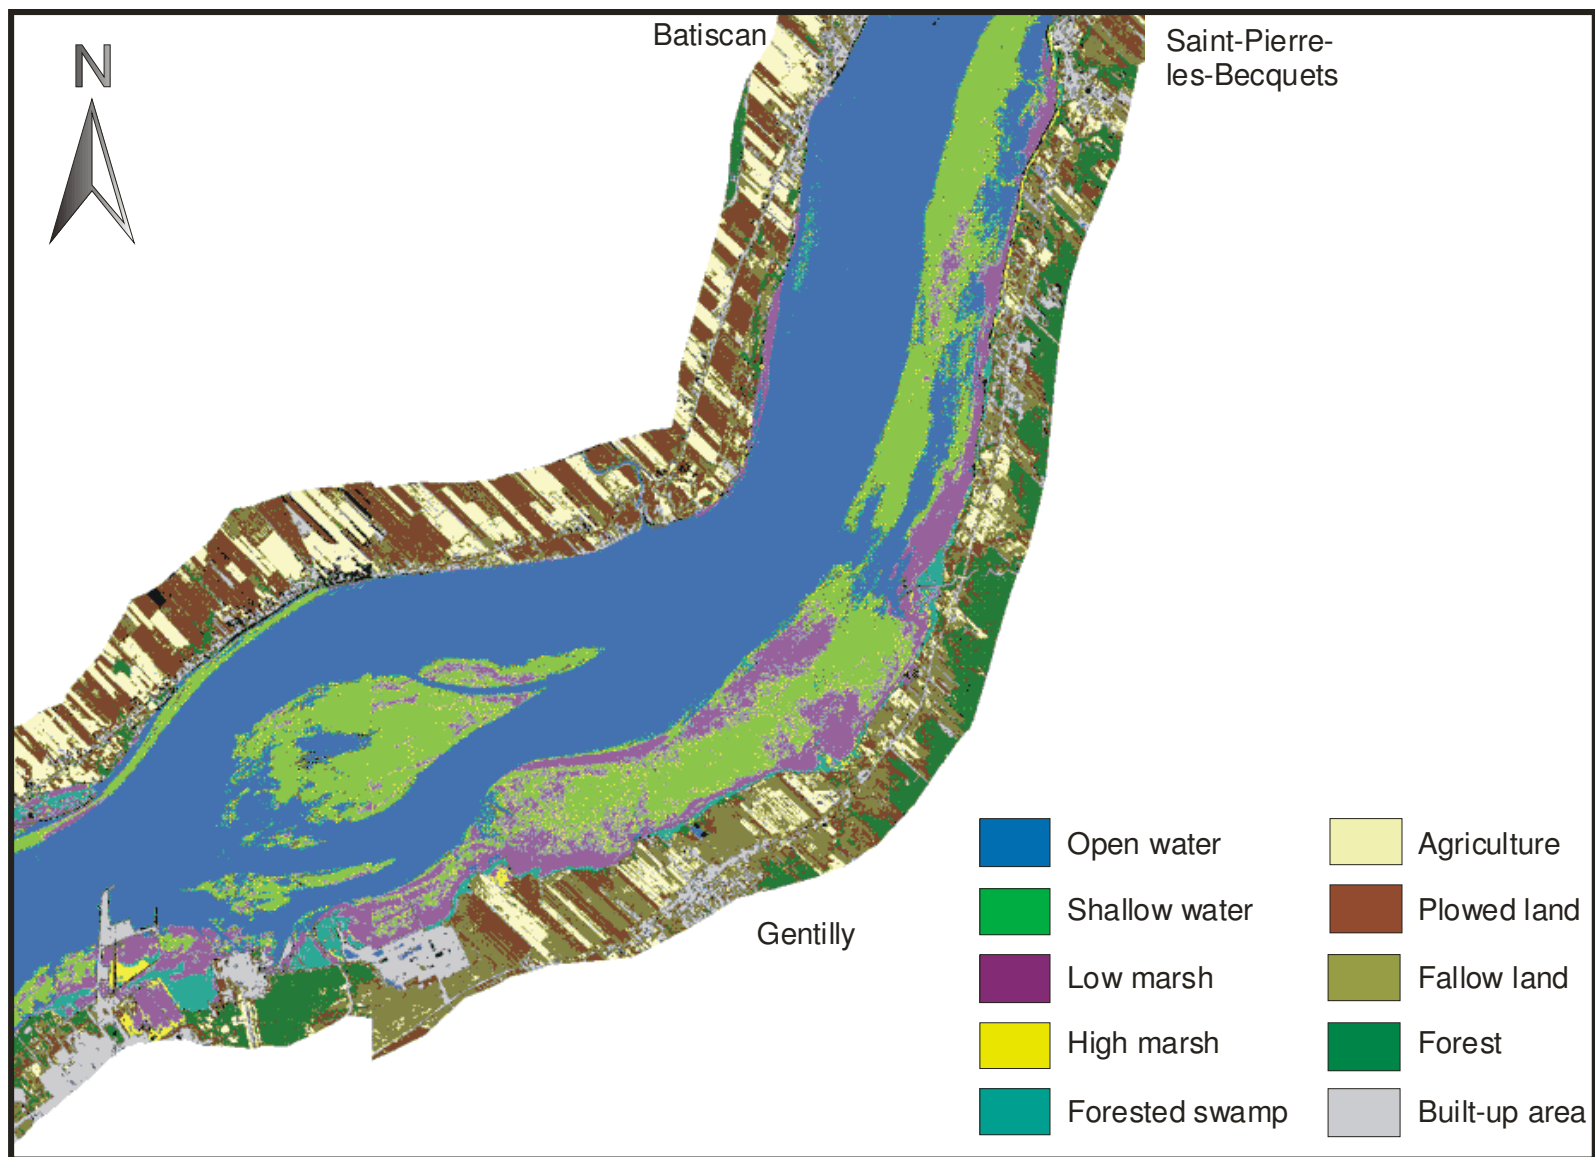 N
Batiscan
Saint-Pierre-
les-Becquets
Gentilly
Open water
Shallow water
Low marsh
High marsh
Forested swamp
Agriculture
Plowed land
Fallow land
Forest
Built-up area